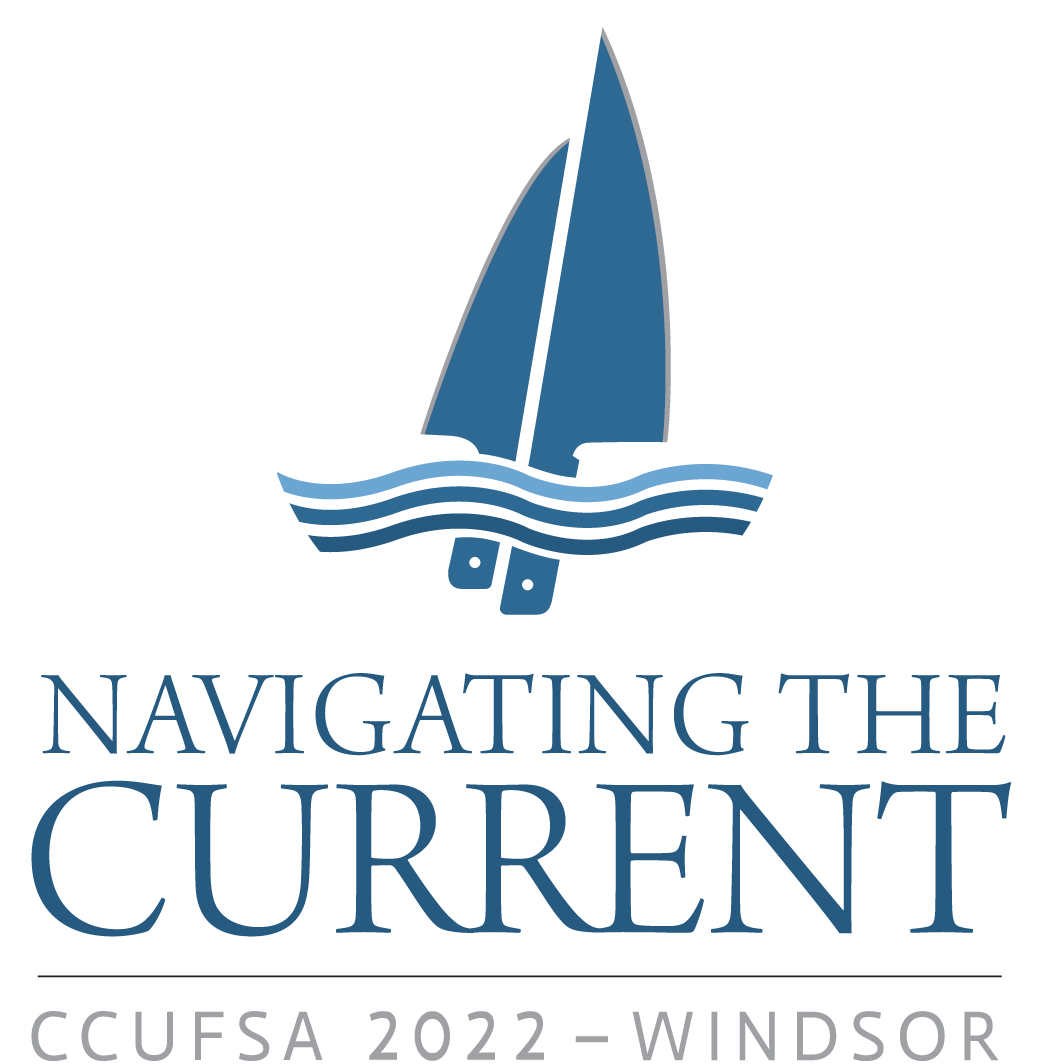 NAVIGATING THE
CURRENT
CCUFSA 2022 – WINDSOR